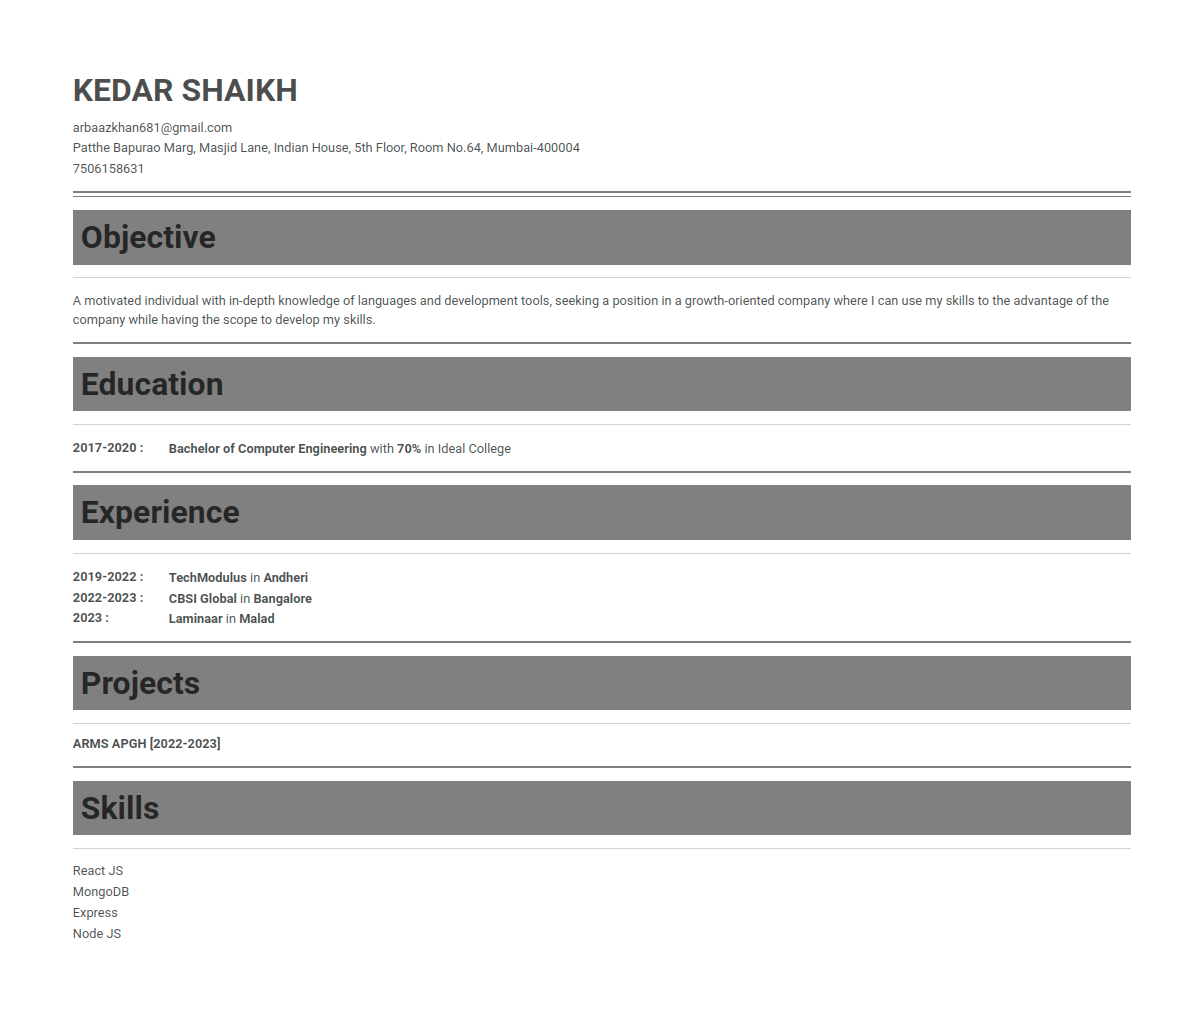 KEDAR SHAIKH
arbaazkhan681@gmail.com
Patthe Bapurao Marg, Masjid Lane, Indian House, 5th Floor, Room No.64, Mumbai-400004
7506158631
Objective
A motivated individual with in-depth knowledge of languages and development tools, seeking a position in a growth-oriented company where I can use my skills to the advantage of the
company while having the scope to develop my skills.
Education
2017-2020 : Bachelor of Computer Engineering with 70% in Ideal College
Experience
2019-2022 : TechModulus in Andheri
2022-2023 : CBSI Global in Bangalore
2023 : Laminaar in Malad
Projects
ARMS APGH [2022-2023]
Skills
React JS
MongoDB
Express
Node JS